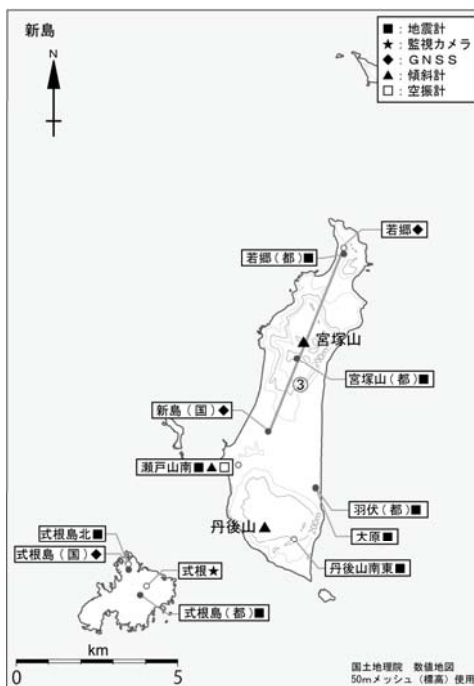 新島
■：地震計
★：監視カメラ
◆：ＧＮＳＳ
▲：傾斜計
□：空振計
N
若郷◆
若郷（都）■
宮塚山
宮塚山（都）■
③
新島（国）◆
瀬戸山南■▲□
羽伏（都）■
丹後山
大原■
式根島北■
式根島（国）◆
式根★
丹後山南東■
式根島（都）■
km
0
5
200m
200m
国土地理院　数値地図
50mメッシュ（標高）使用